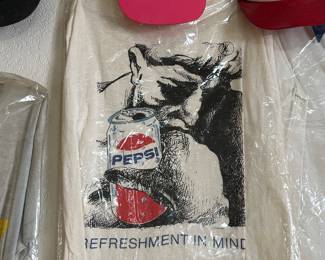 PEPSI
REFRESHMENT IN MIND